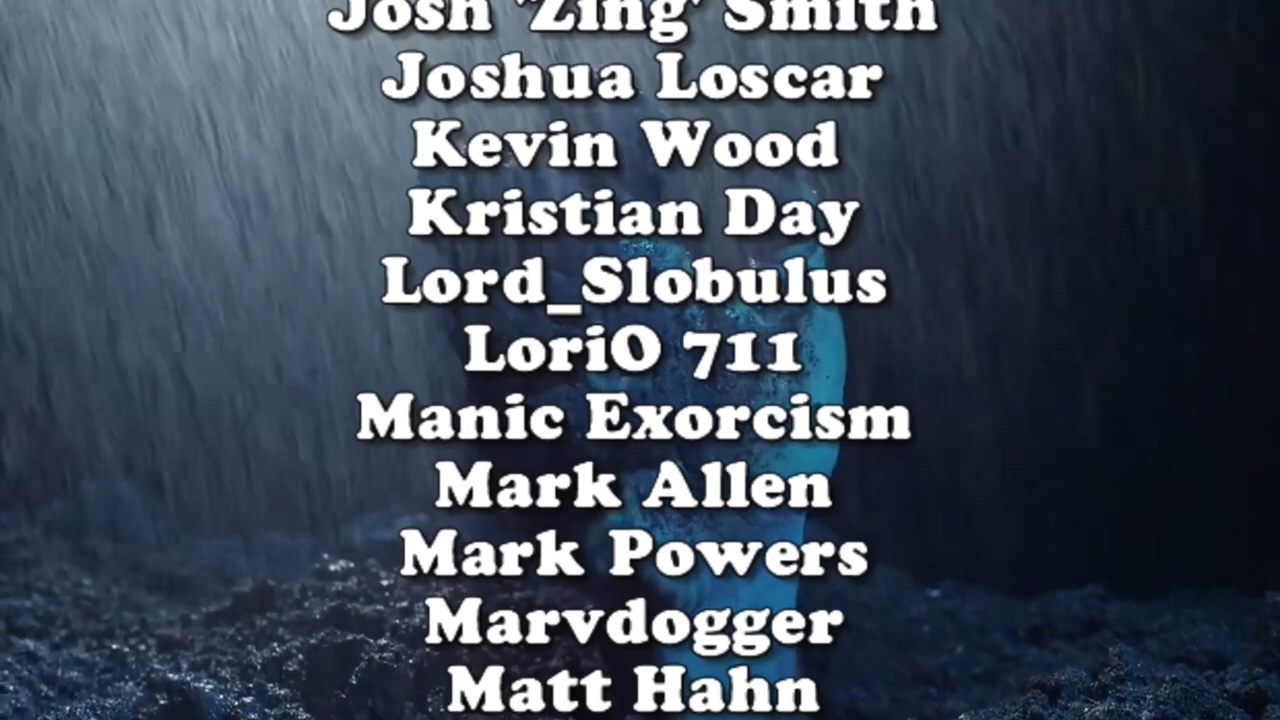 Josh 'Zing' Smith
Joshua Loscar
Kevin Wood
Kristian Day
Lord_Slobulus
LoriO 711
Manic Exorcism
Mark Allen
Mark Powers
Marvdogger
Matt Hahn